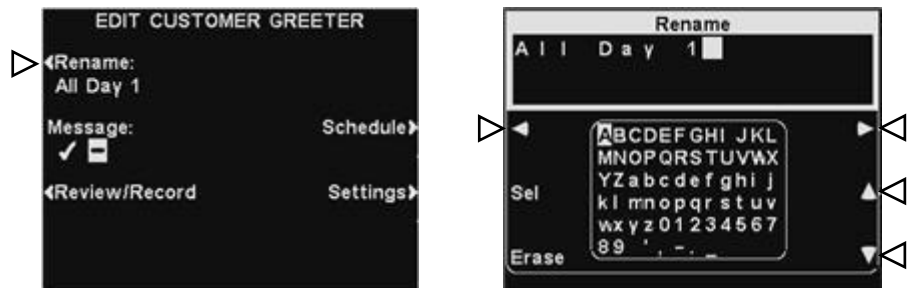 EDIT CUSTOMER GREETER
Rename:
All Day 1
Message:
Schedule
Review/Record
Settings
Rename
All Day 1
ABCDEFGHIJKL
MNOPQRSTUVWX
YZabcdefghij
Sel
klmnopqrstuv
wxyz01234567
89 ' , - . _
Erase